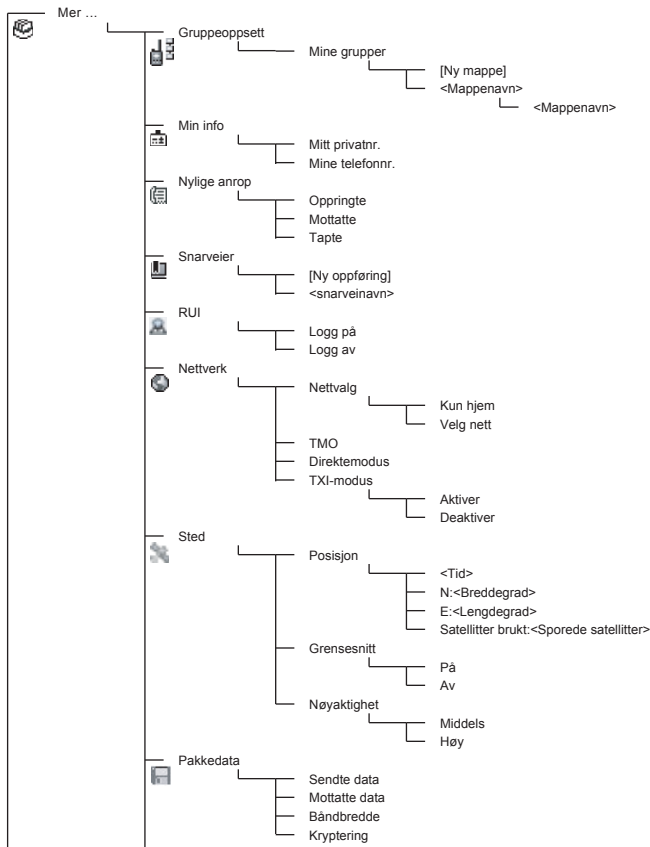 Mer ...
Gruppeoppsett
Mine grupper
[Ny mappe]
<Mappenavn>
<Mappenavn>
Min info
Mitt privatnr.
Mine telefonnr.
Nylige anrop
Oppringte
Mottatte
Tapte
Snarveier
[Ny oppføring]
<snarveinavn>
RUI
Logg på
Logg av
Nettverk
Nettvalg
Kun hjem
Velg nett
TMO
Direktemodus
TXI-modus
Aktiver
Deaktiver
Sted
Posisjon
<Tid>
N:<Breddegrad>
E:<Lengdegrad>
Satellitter brukt:<Sporede satellitter>
Grensesnitt
På
Av
Nøyaktighet
Middels
Høy
Pakkedata
Sendte data
Mottatte data
Båndbredde
Kryptering